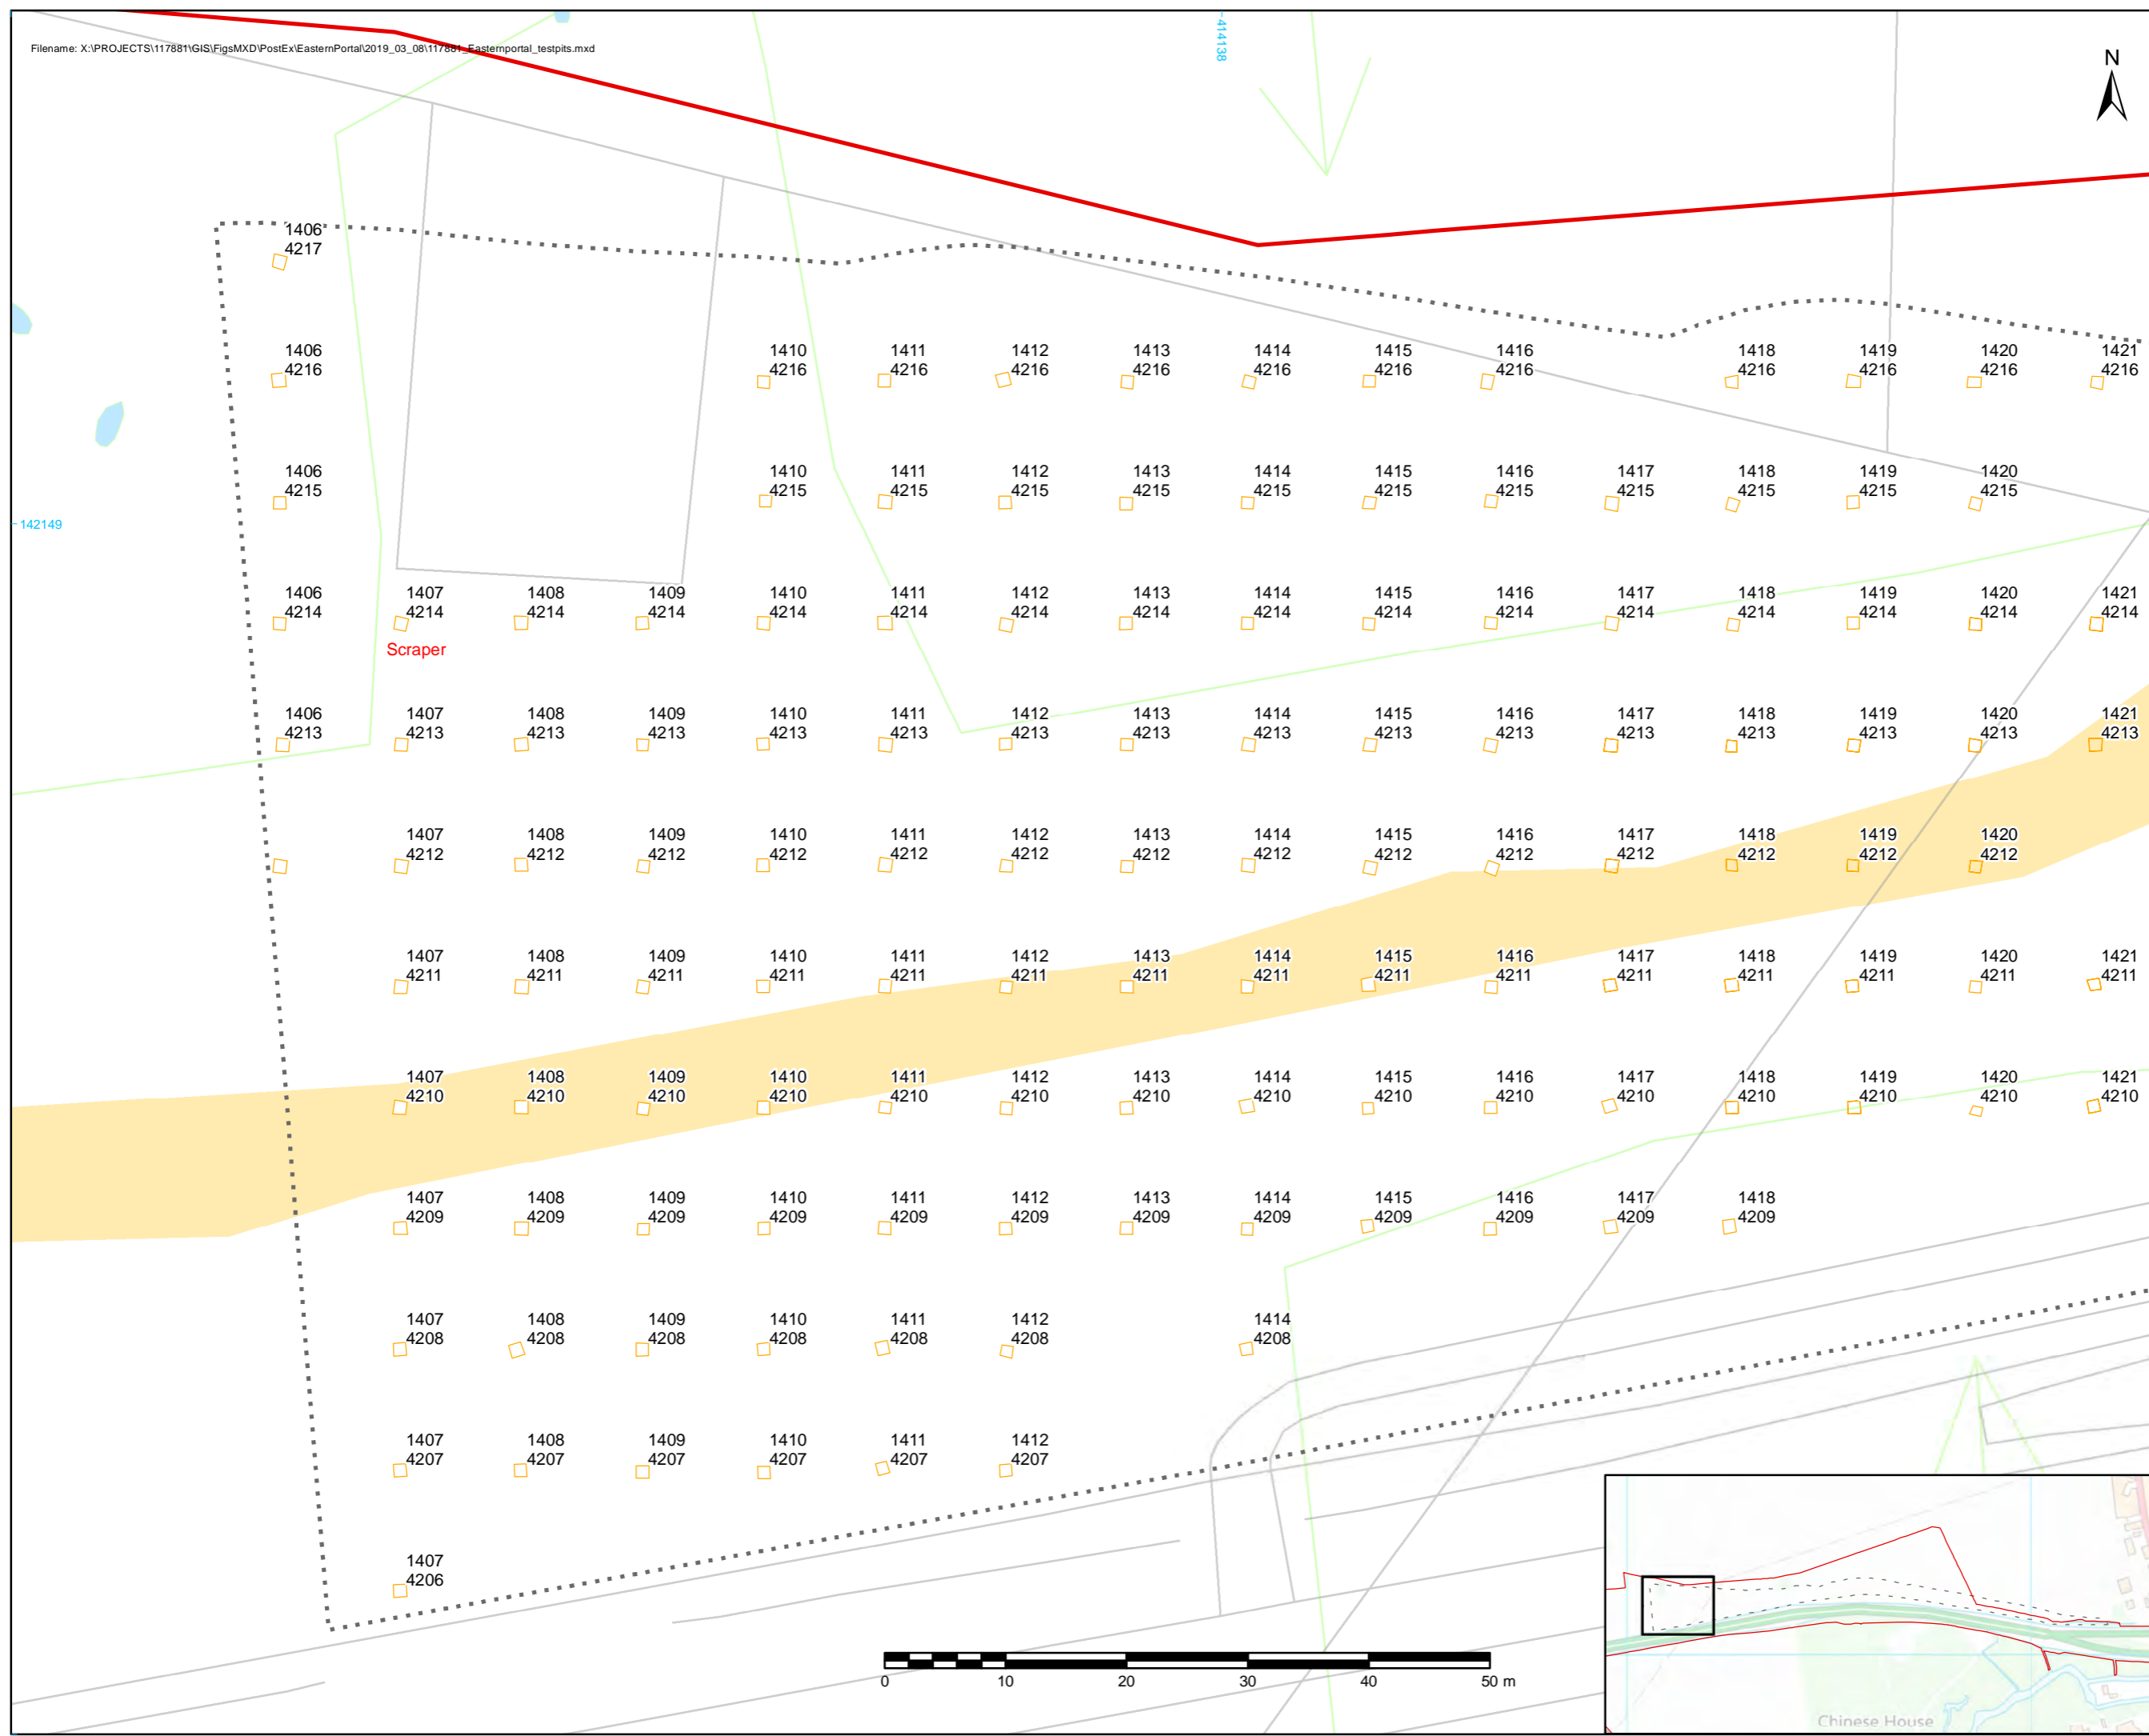 Filename: X:\PROJECTS\117881\GIS\FigsMXD\PostEx\EasternPortal\2019_03_08\117881_Easternportal_testpits.mxd
414138
N
1406
4217
1406 1410 1411 1412 1413 1414 1415 1416 1418 1419 1420 1421
4216 4216 4216 4216 4216 4216 4216 4216 4216 4216 4216 4216
1406 1410 1411 1412 1413 1414 1415 1416 1417 1418 1419 1420
4215 4215 4215 4215 4215 4215 4215 4215 4215 4215 4215 4215
142149
1406 1407 1408 1409 1410 1411 1412 1413 1414 1415 1416 1417 1418 1419 1420 1421
4214 4214 4214 4214 4214 4214 4214 4214 4214 4214 4214 4214 4214 4214 4214 4214
Scraper
1406 1407 1408 1409 1410 1411 1412 1413 1414 1415 1416 1417 1418 1419 1420 1421
4213 4213 4213 4213 4213 4213 4213 4213 4213 4213 4213 4213 4213 4213 4213 4213
1407 1408 1409 1410 1411 1412 1413 1414 1415 1416 1417 1418 1419 1420
4212 4212 4212 4212 4212 4212 4212 4212 4212 4212 4212 4212 4212 4212
1407 1408 1409 1410 1411 1412 1413 1414 1415 1416 1417 1418 1419 1420 1421
4211 4211 4211 4211 4211 4211 4211 4211 4211 4211 4211 4211 4211 4211 4211
1407 1408 1409 1410 1411 1412 1413 1414 1415 1416 1417 1418 1419 1420 1421
4210 4210 4210 4210 4210 4210 4210 4210 4210 4210 4210 4210 4210 4210 4210
1407 1408 1409 1410 1411 1412 1413 1414 1415 1416 1417 1418
4209 4209 4209 4209 4209 4209 4209 4209 4209 4209 4209 4209
1407 1408 1409 1410 1411 1412 1414
4208 4208 4208 4208 4208 4208 4208
1407 1408 1409 1410 1411 1412
4207 4207 4207 4207 4207 4207
1407
4206
0 10 20 30 40 50 m
Chinese House